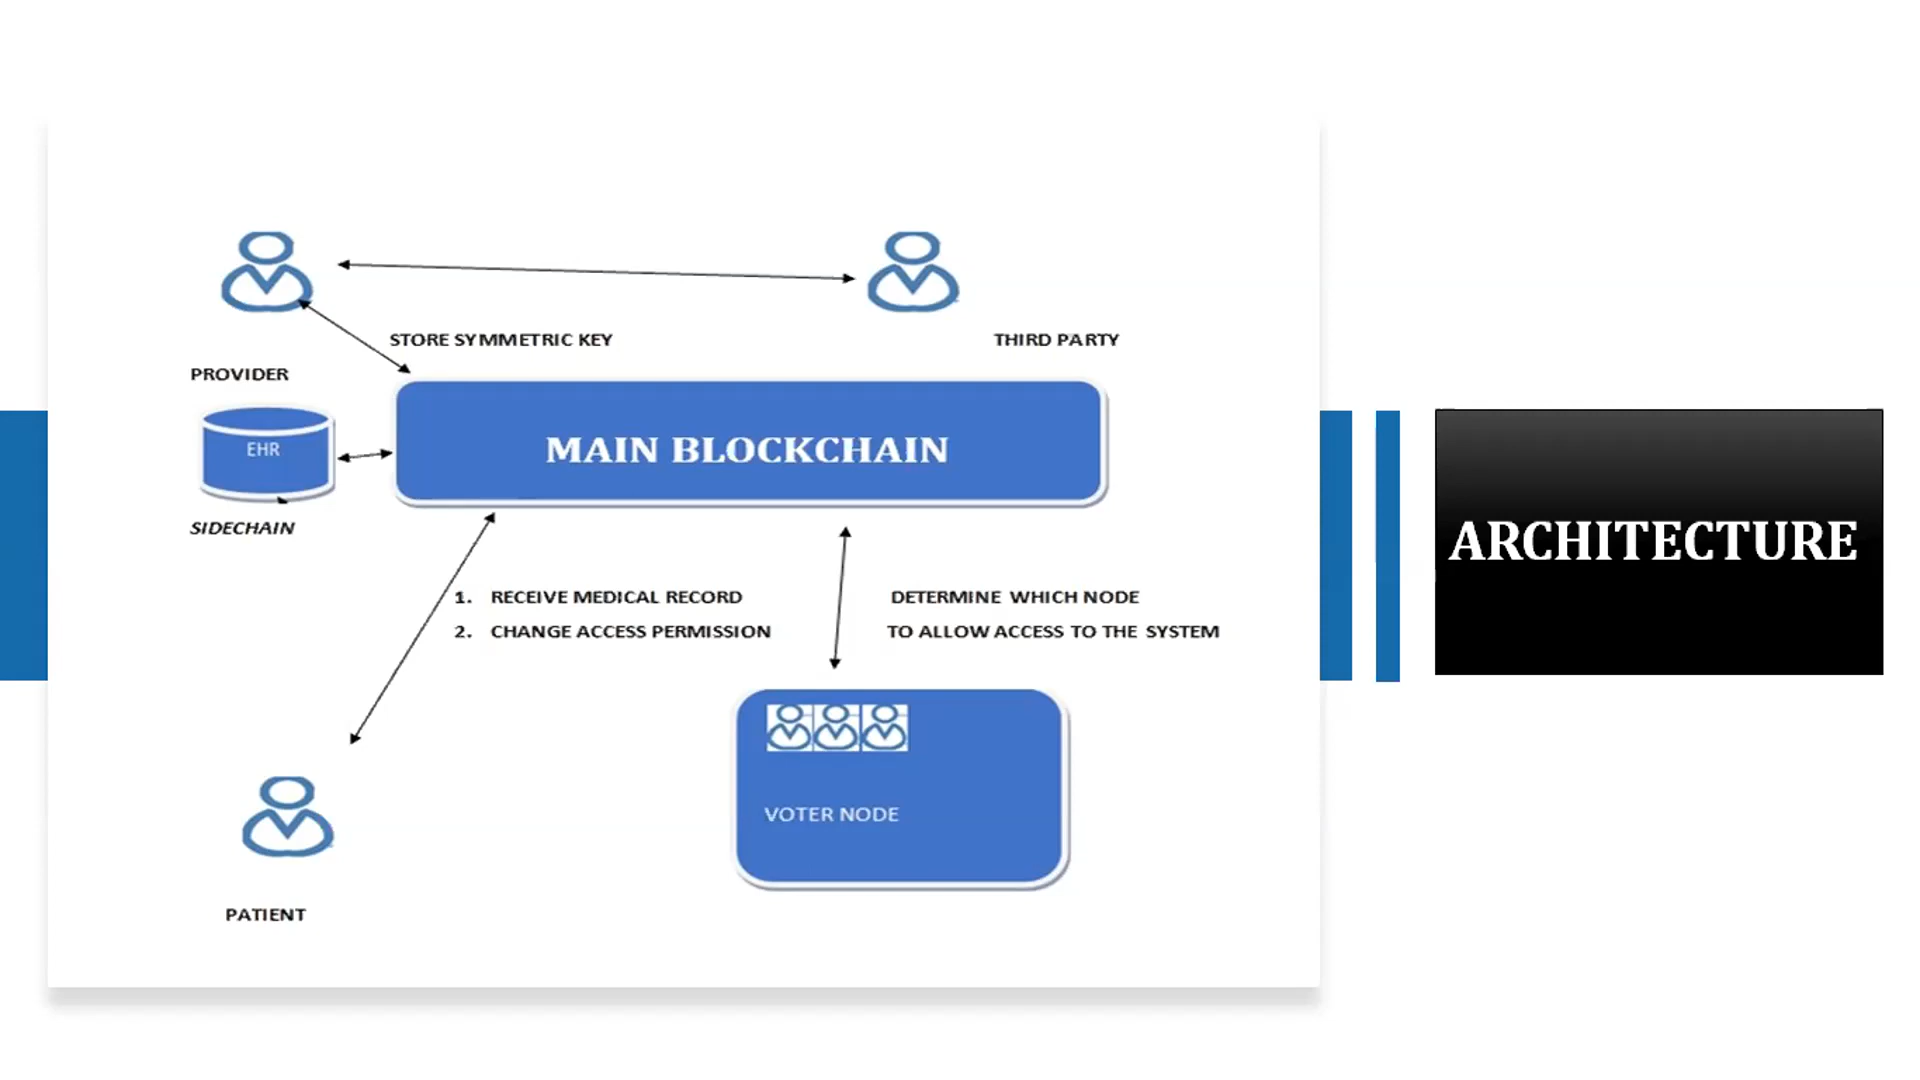 STORE SYMMETRIC KEY
THIRD PARTY
PROVIDER
EHR
MAIN BLOCKCHAIN
SIDECHAIN
1. RECEIVE MEDICAL RECORD
2. CHANGE ACCESS PERMISSION
DETERMINE WHICH NODE
TO ALLOW ACCESS TO THE SYSTEM
VOTER NODE
PATIENT
ARCHITECTURE